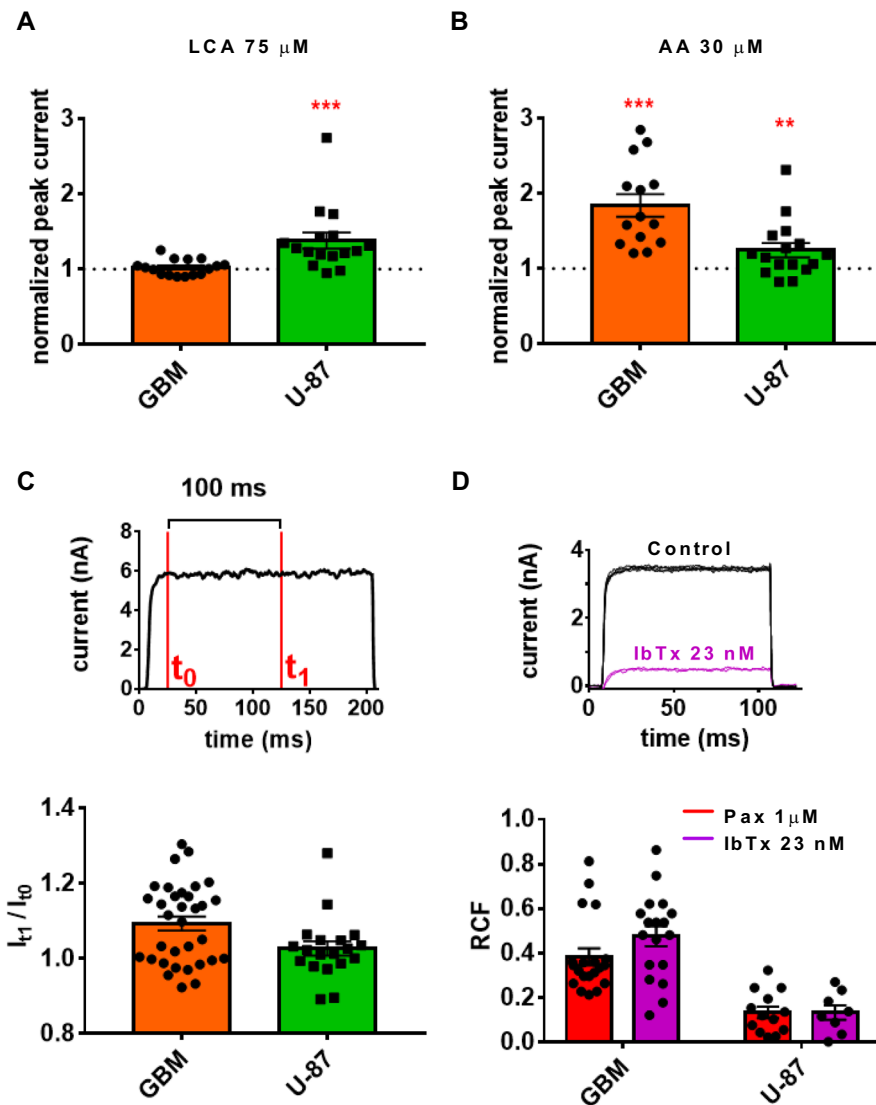 A
LCA 75 μM
normalized peak current
3
2
1
0
***
GBM
U-87
B
AA 30 μM
normalized peak current
3
2
1
0
***
**
GBM
U-87
C
100 ms
current (nA)
8
6
4
2
0
t0
t1
0 50 100 150 200
time (ms)
It1 / It0
1.4
1.2
1.0
0.8
GBM
U-87
D
current (nA)
4
0
Control
IbTx 23 nM
0 50 100
time (ms)
RCF
1.0
0.8
0.6
0.4
0.2
0.0
Pax 1μM
IbTx 23 nM
GBM
U-87